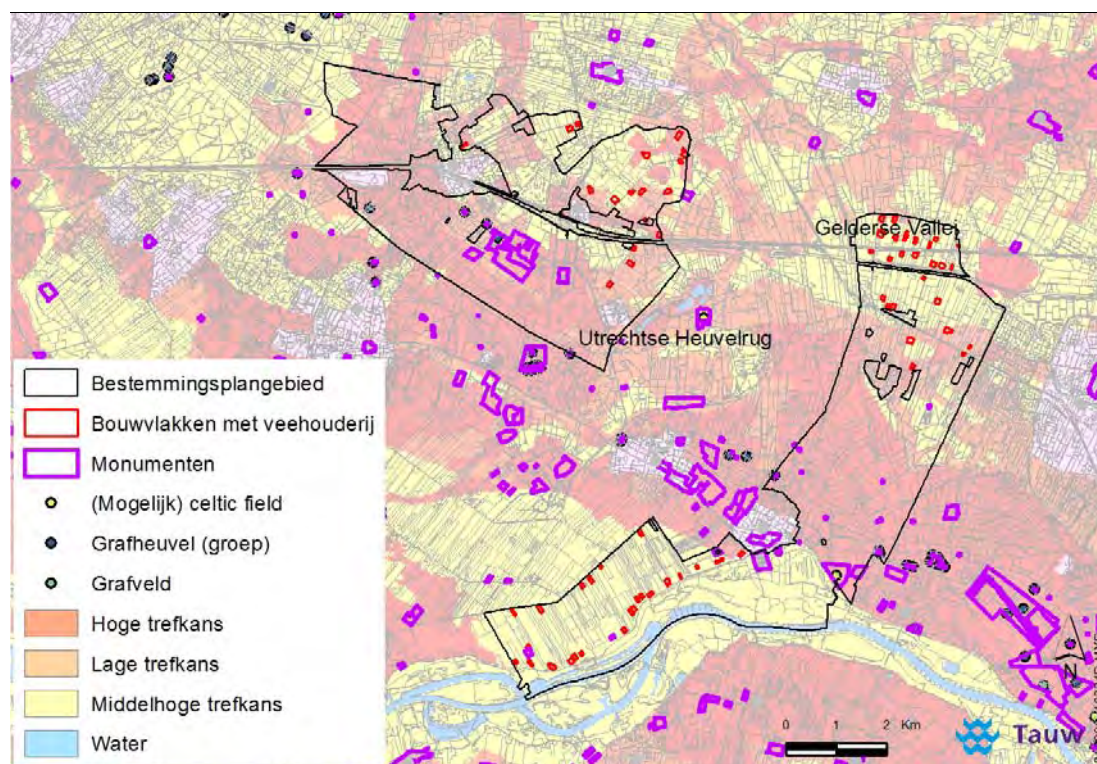 Gelderse Vallei
Utrechtse Heuvelrug
Bestemmingsplangebied
Bouwvlakken met veehouderij
Monumenten
(Mogelijk) celtic field
Grafheuvel (groep)
Grafveld
Hoge trefkans
Lage trefkans
Middelhoge trefkans
Water
N
0 1 2 Km
Tauw